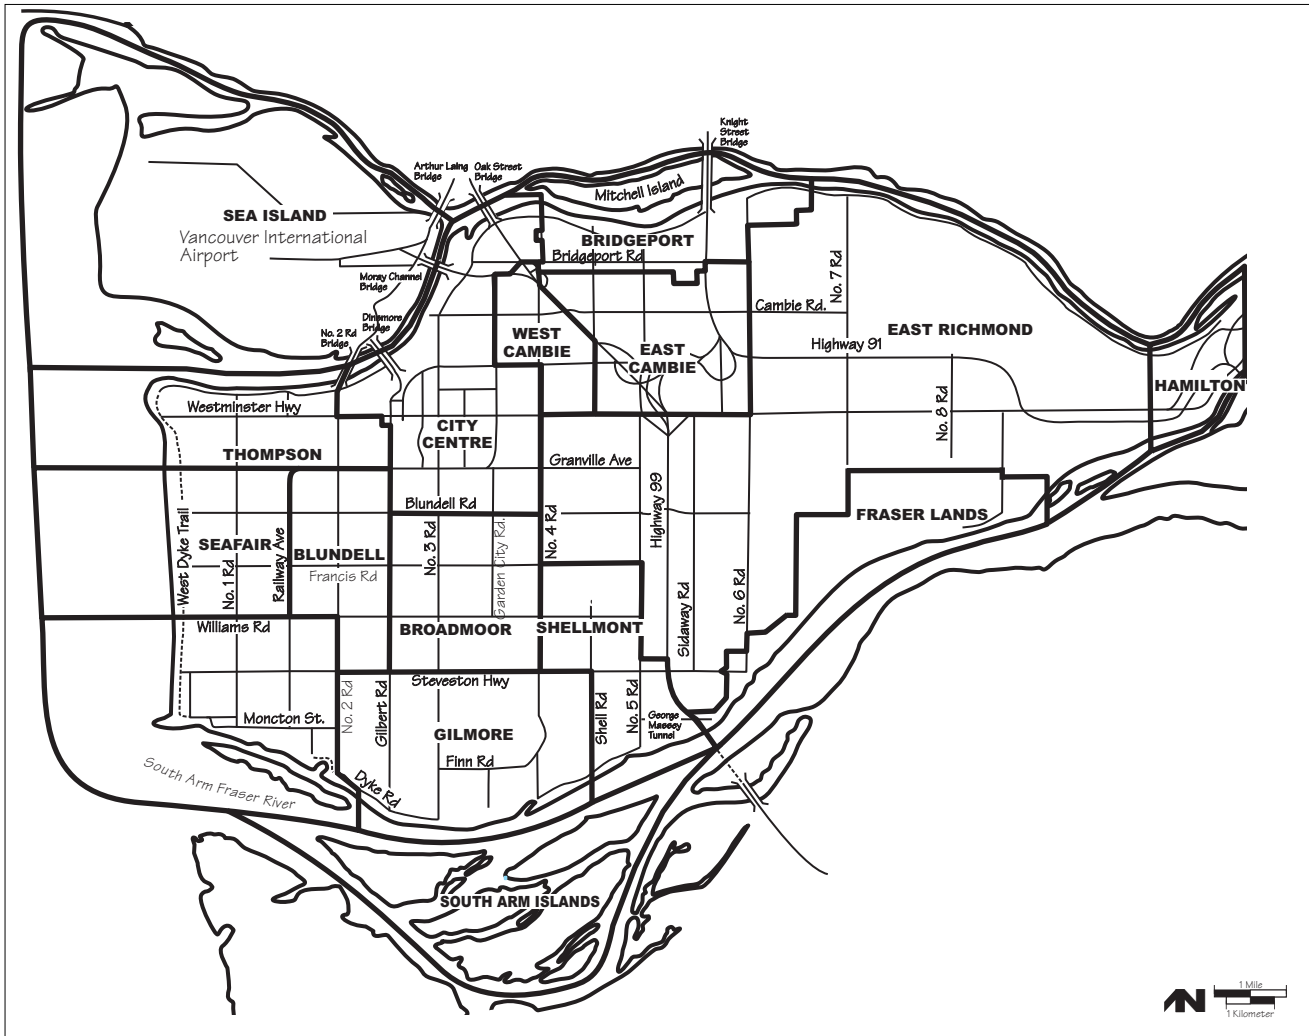 Knight
Street
Bridge
Arthur Laing
Bridge
Oak Street
Bridge
Mitchell Island
SEA ISLAND
Vancouver International
Airport
BRIDGEPORT
Bridgeport Rd
No. 7 Rd
Moray Channel
Bridge
Cambie Rd.
Dinsmore
Bridge
No. 2 Rd
Bridge
WEST
CAMBIE
EAST
CAMBIE
EAST RICHMOND
Highway 91
HAMILTON
Westminster Hwy
No. 8 Rd
CITY
CENTRE
THOMPSON
Granville Ave
Blundell Rd
Highway 99
FRASER LANDS
West Dyke Trail
SEAFAIR
No. 1 Rd
Railway Ave
BLUNDELL
Francis Rd
No. 3 Rd
Garden City Rd.
No. 4 Rd
No. 6 Rd
Sidaway Rd
Williams Rd
BROADMOOR
SHELLMONT
Steveston Hwy
No. 2 Rd
Gilbert Rd
Shell Rd
No. 5 Rd
George
Massey
Tunnel
Moncton St.
GILMORE
Finn Rd
Dyke Rd
South Arm Fraser River
SOUTH ARM ISLANDS
N
1 Mile
1 Kilometer